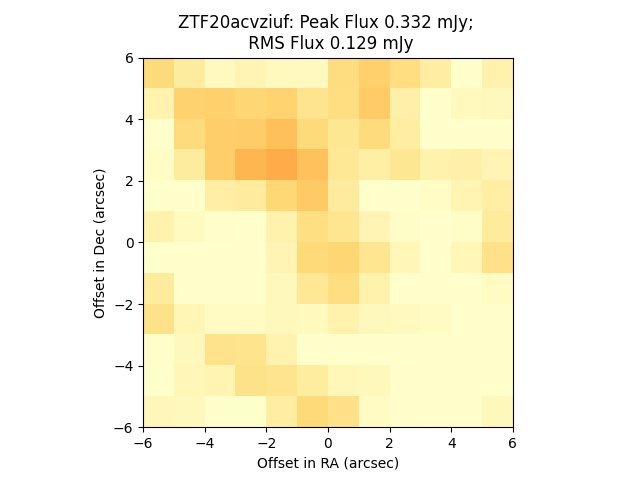 ZTF20acvziuf: Peak Flux 0.332 mJy;
RMS Flux 0.129 mJy
6
4
2
0
−2
−4
−6
Offset in Dec (arcsec)
−6 −4 −2 0 2 4 6
Offset in RA (arcsec)